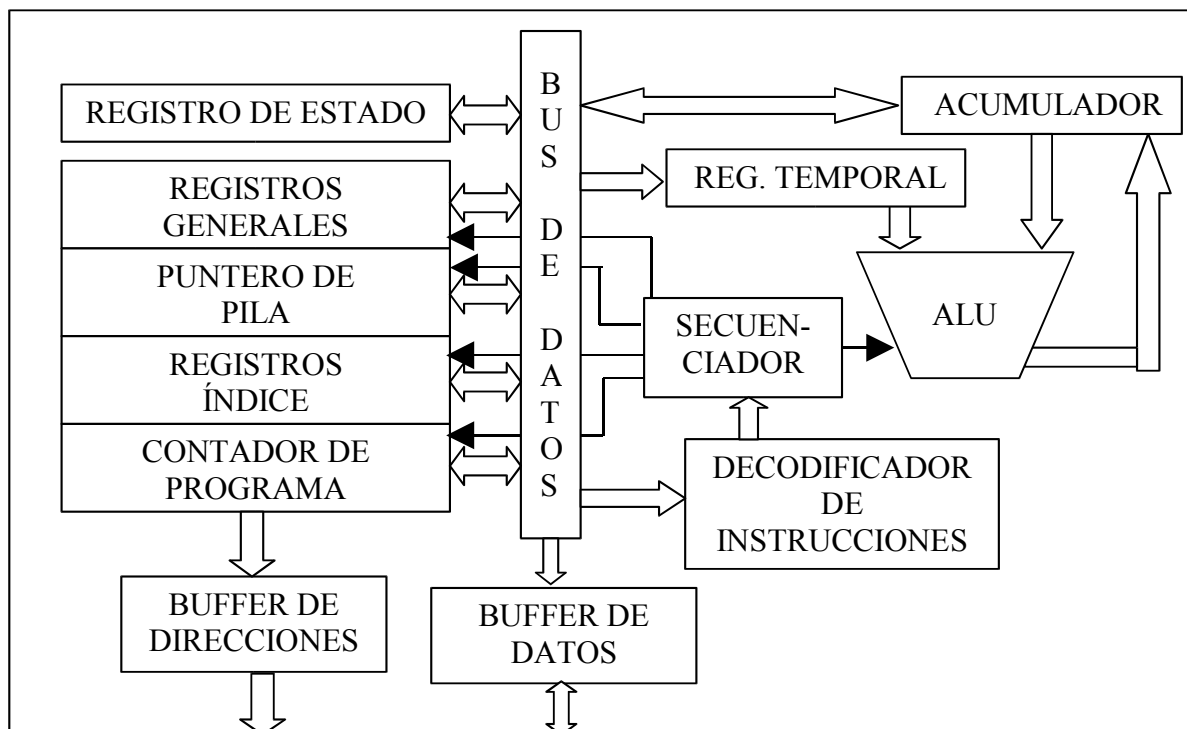 REGISTRO DE ESTADO
REGISTROS
GENERALES
PUNTERO DE
PILA
REGISTROS
ÍNDICE
CONTADOR DE
PROGRAMA
BUFFER DE
DIRECCIONES
B
U
S
D
E
D
A
T
O
S
BUFFER DE
DATOS
ACUMULADOR
REG. TEMPORAL
ALU
SECUEN-
CIADOR
DECODIFICADOR
DE
INSTRUCCIONES